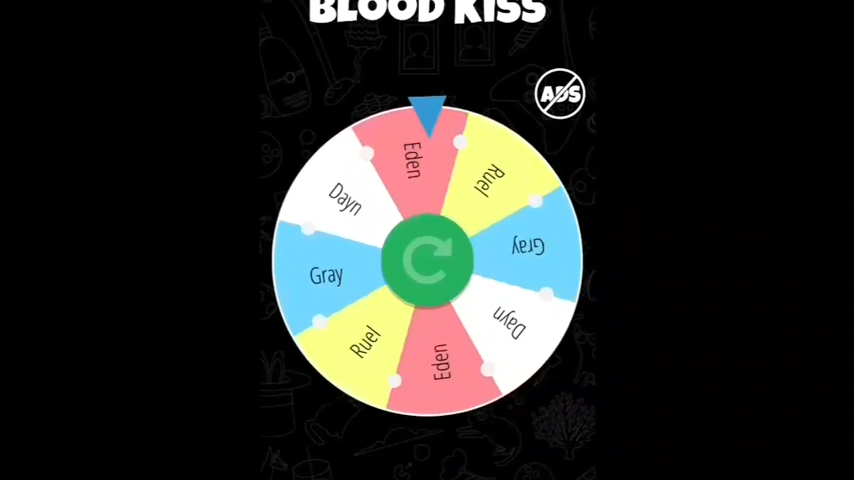 BLOOD KISS
ADS
Eden
Ruel
Dayn
Gray
Gray
Dayn
Ruel
Eden